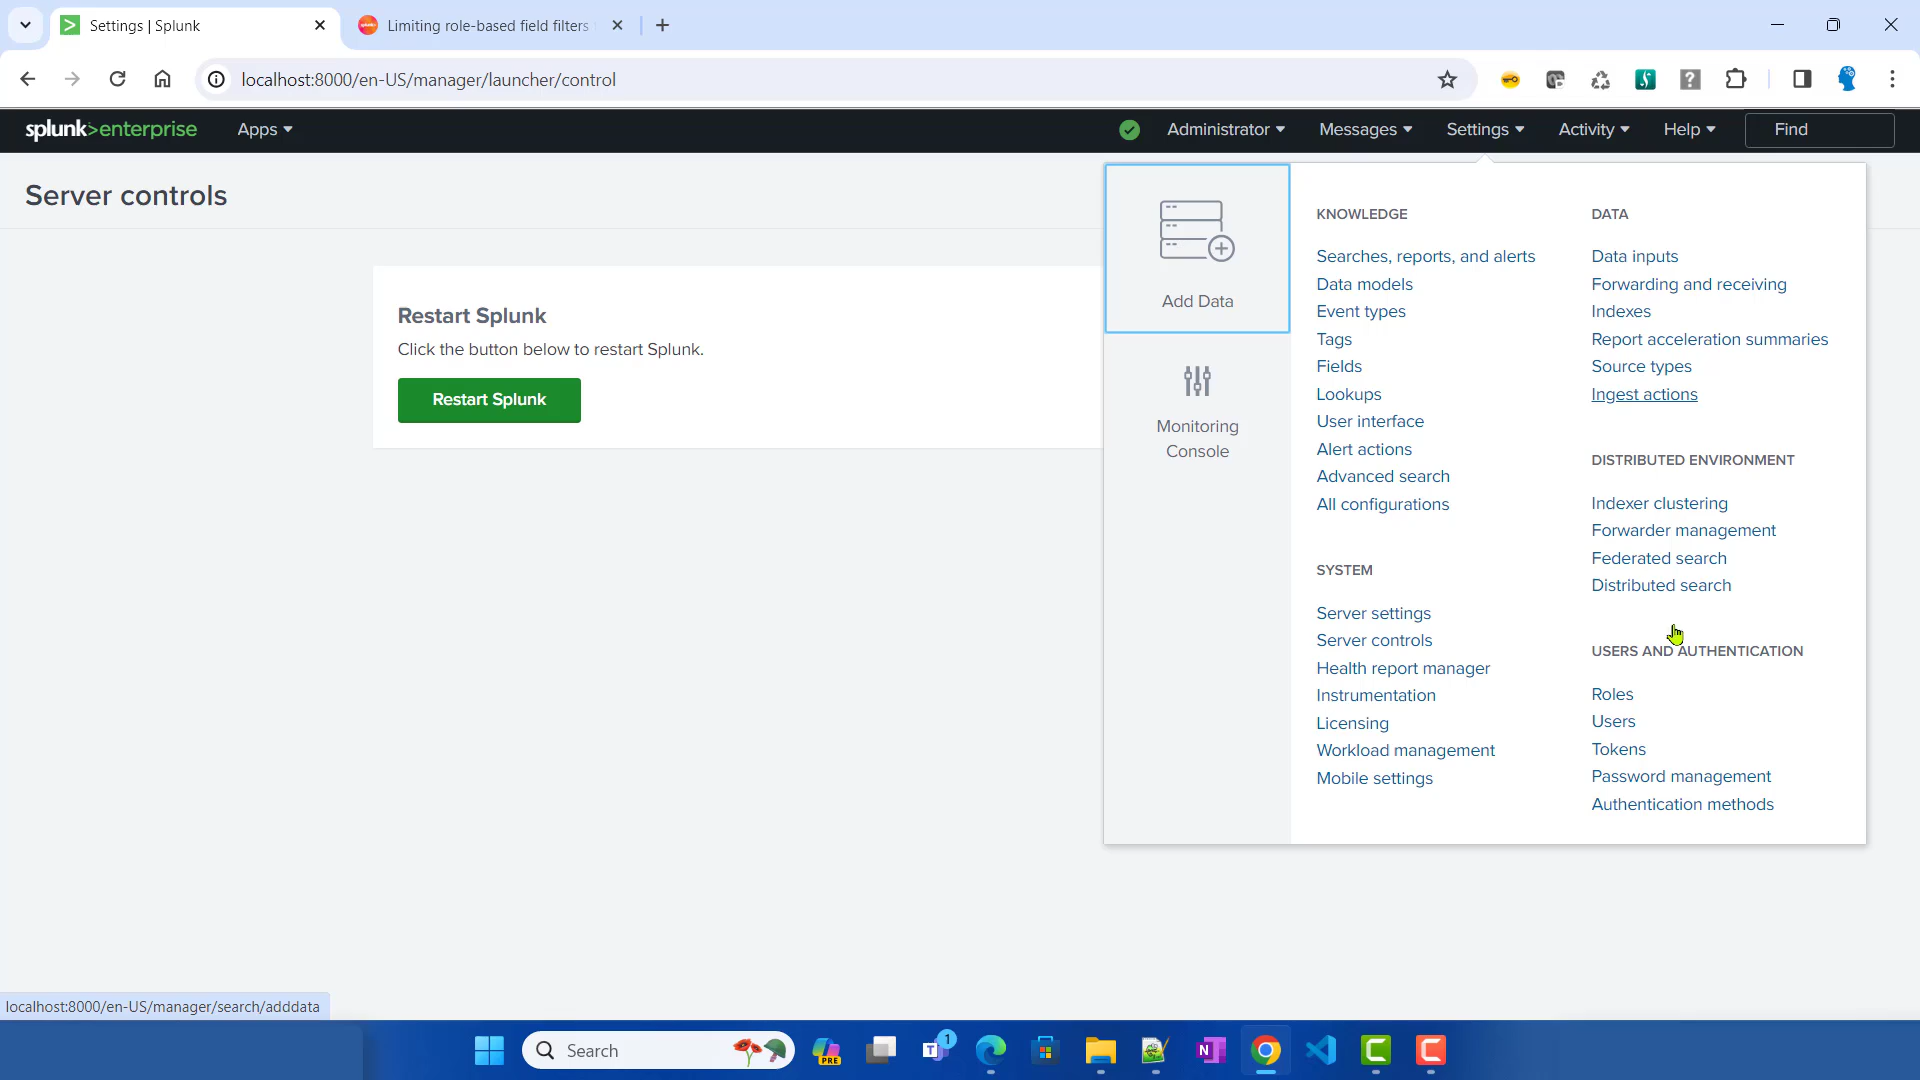 Settings | Splunk
Limiting role-based field filters
localhost:8000/en-US/manager/launcher/control
splunk>enterprise
Apps
Administrator
Messages
Settings
Activity
Help
Find
Server controls
Restart Splunk
Click the button below to restart Splunk.
Restart Splunk
Add Data
Monitoring
Console
KNOWLEDGE
Searches, reports, and alerts
Data models
Event types
Tags
Fields
Lookups
User interface
Alert actions
Advanced search
All configurations
SYSTEM
Server settings
Server controls
Health report manager
Instrumentation
Licensing
Workload management
Mobile settings
DATA
Data inputs
Forwarding and receiving
Indexes
Report acceleration summaries
Source types
Ingest actions
DISTRIBUTED ENVIRONMENT
Indexer clustering
Forwarder management
Federated search
Distributed search
USERS AND AUTHENTICATION
Roles
Users
Tokens
Password management
Authentication methods
localhost:8000/en-US/manager/search/adddata
Search
PRE
1